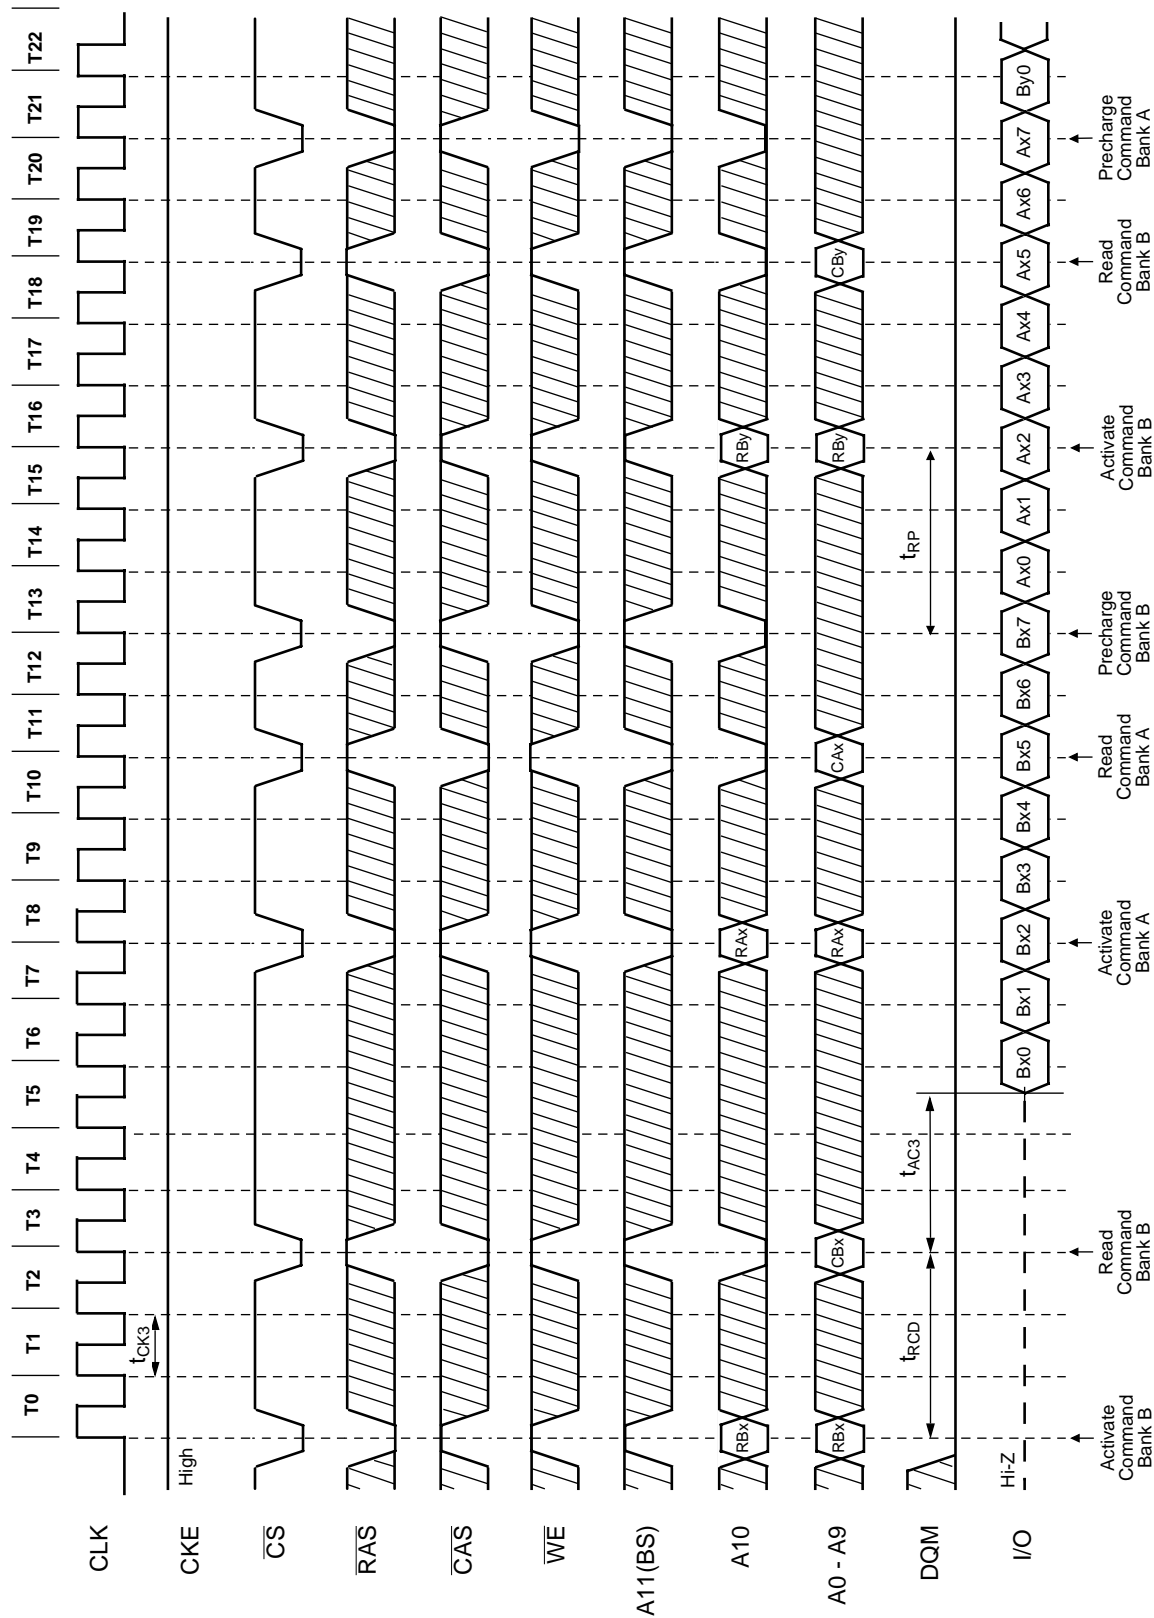 T0 T1 T2 T3 T4 T5 T6 T7 T8 T9 T10 T11 T12 T13 T14 T15 T16 T17 T18 T19 T20 T21 T22
CLK
tCK3
CKE
High
CS
RAS
CAS
WE
A11(BS)
A10
RBx RAx RBy
A0 - A9
RBx CBx RAx CAx RBy CBy
DQM
tRCD tAC3 tRP
I/O
Hi-Z
Bx0 Bx1 Bx2 Bx3 Bx4 Bx5 Bx6 Bx7 Ax0 Ax1 Ax2 Ax3 Ax4 Ax5 Ax6 Ax7 By0
Activate
Command
Bank B
Read
Command
Bank B
Activate
Command
Bank A
Read
Command
Bank A
Precharge
Command
Bank B
Activate
Command
Bank B
Read
Command
Bank B
Precharge
Command
Bank A